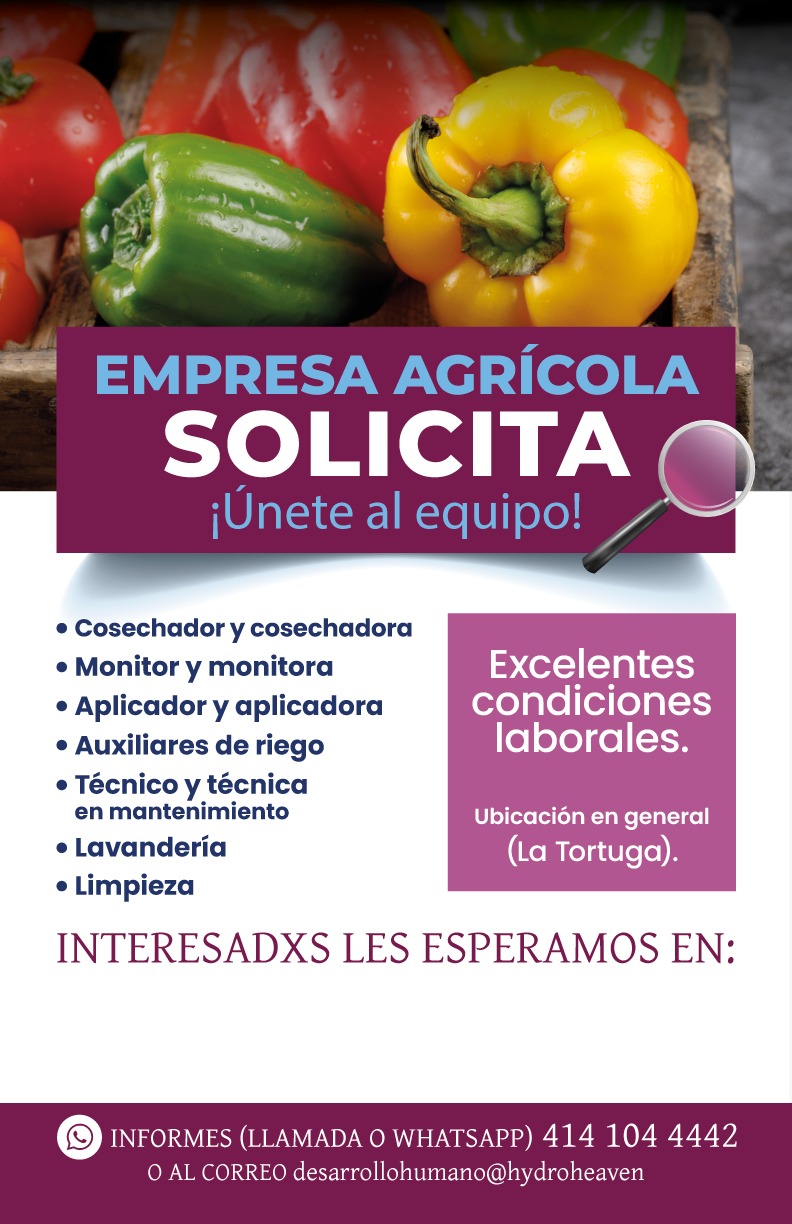 EMPRESA AGRÍCOLA
SOLICITA
¡Únete al equipo!
• Cosechador y cosechadora
• Monitor y monitora
• Aplicador y aplicadora
• Auxiliares de riego
• Técnico y técnica
en mantenimiento
• Lavandería
• Limpieza
Excelentes
condiciones
laborales.
Ubicación en general
(La Tortuga).
INTERESADXS LES ESPERAMOS EN:
INFORMES (LLAMADA O WHATSAPP) 414 104 4442
O AL CORREO desarrollohumano@hydroheaven